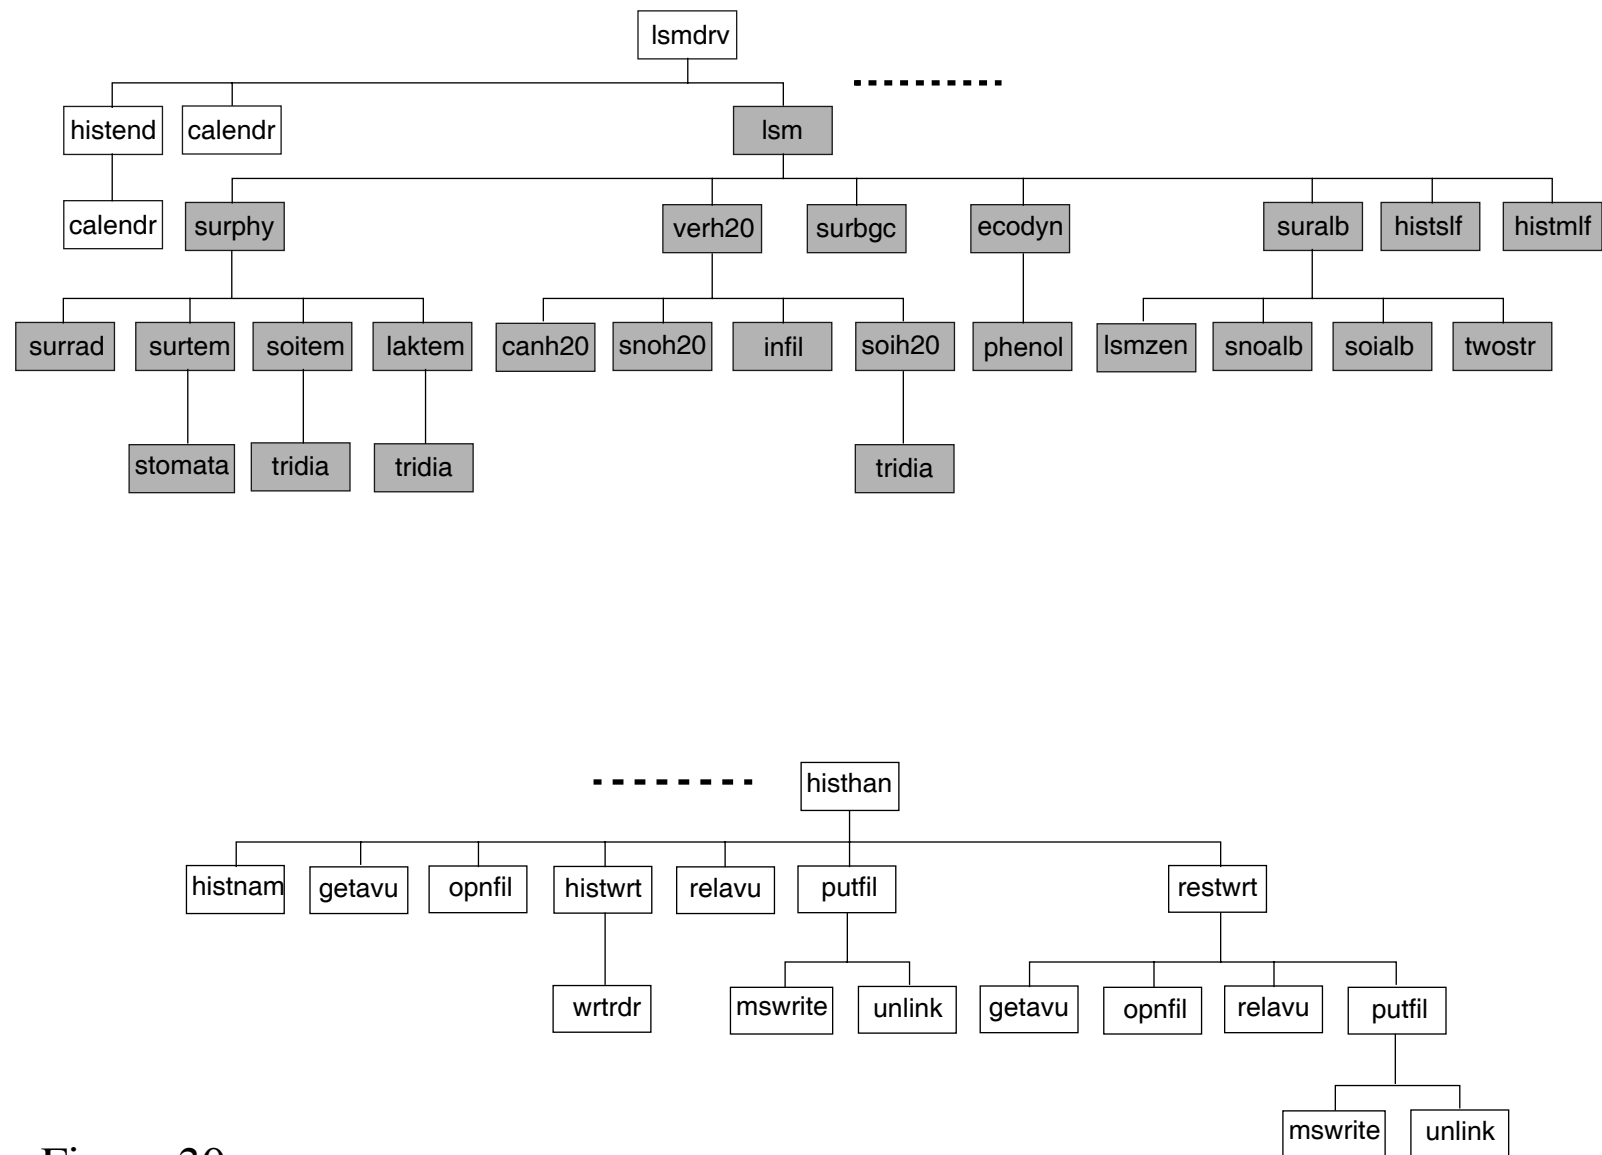 lsmdrv
histend calendr lsm
calendr surphy verh20 surbgc ecodyn suralb histslf histmlf
surrad surtem soitem laktem canh20 snoh20 infil soih20 phenol lsmzen snoalb soialb twostr
stomata tridia tridia tridia
histhan
histnam getavu opnfil histwrt relavu putfil restwrt
wrtrdr mswrite unlink getavu opnfil relavu putfil
mswrite unlink